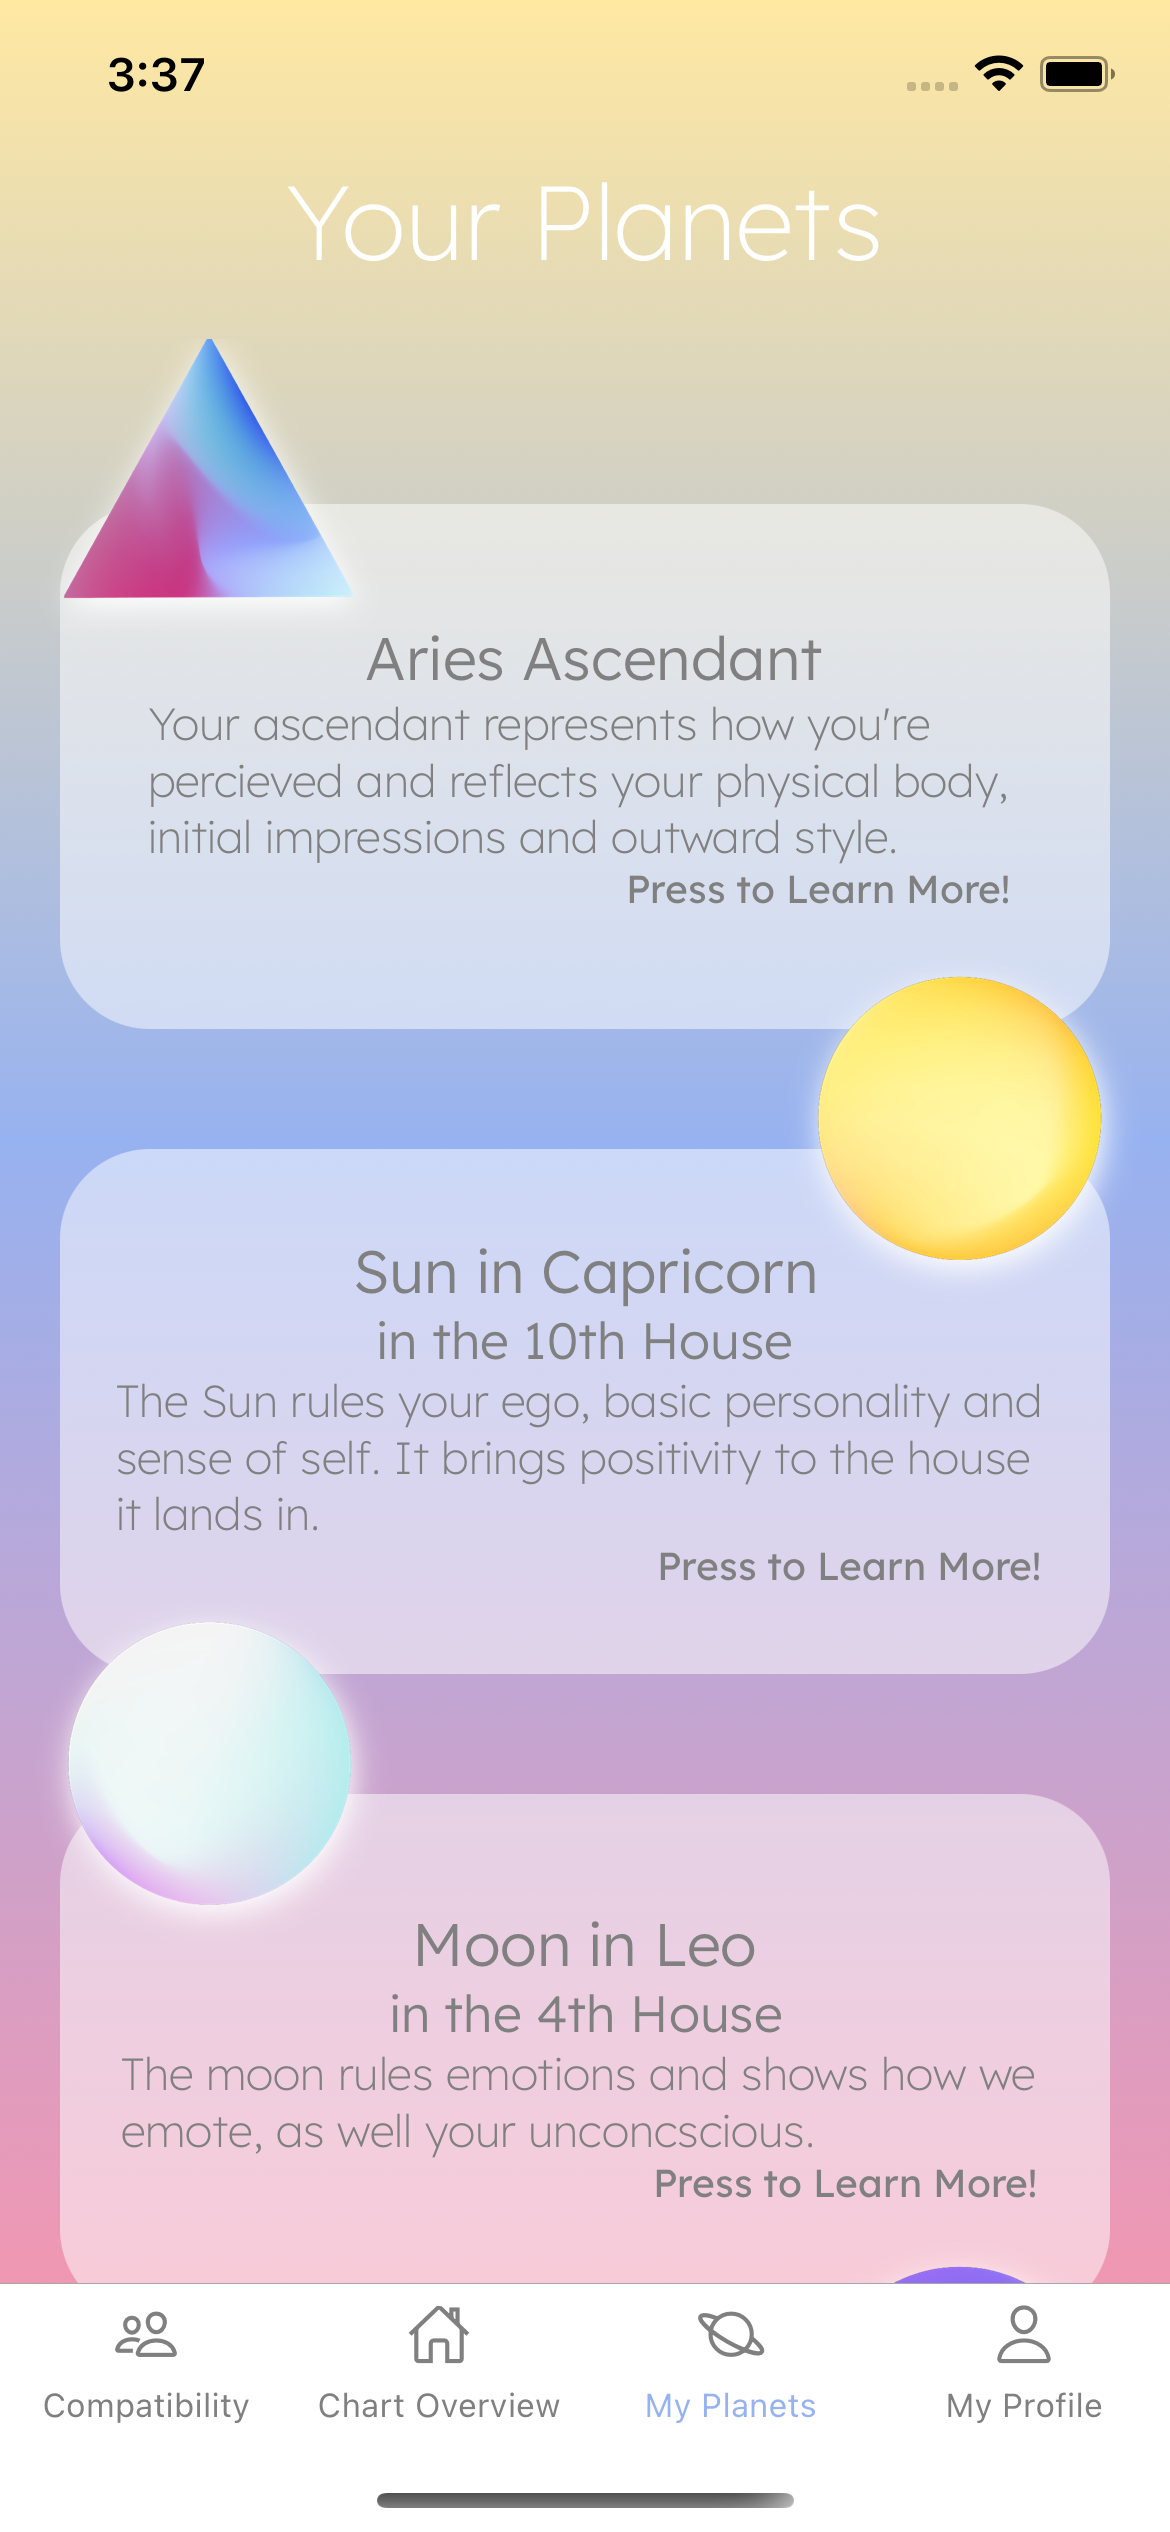 3:37
Your Planets
Aries Ascendant
Your ascendant represents how you're
percieved and reflects your physical body,
initial impressions and outward style.
Press to Learn More!
Sun in Capricorn
in the 10th House
The Sun rules your ego, basic personality and
sense of self. It brings positivity to the house
it lands in.
Press to Learn More!
Moon in Leo
in the 4th House
The moon rules emotions and shows how we
emote, as well your unconcscious.
Press to Learn More!
Compatibility
Chart Overview
My Planets
My Profile